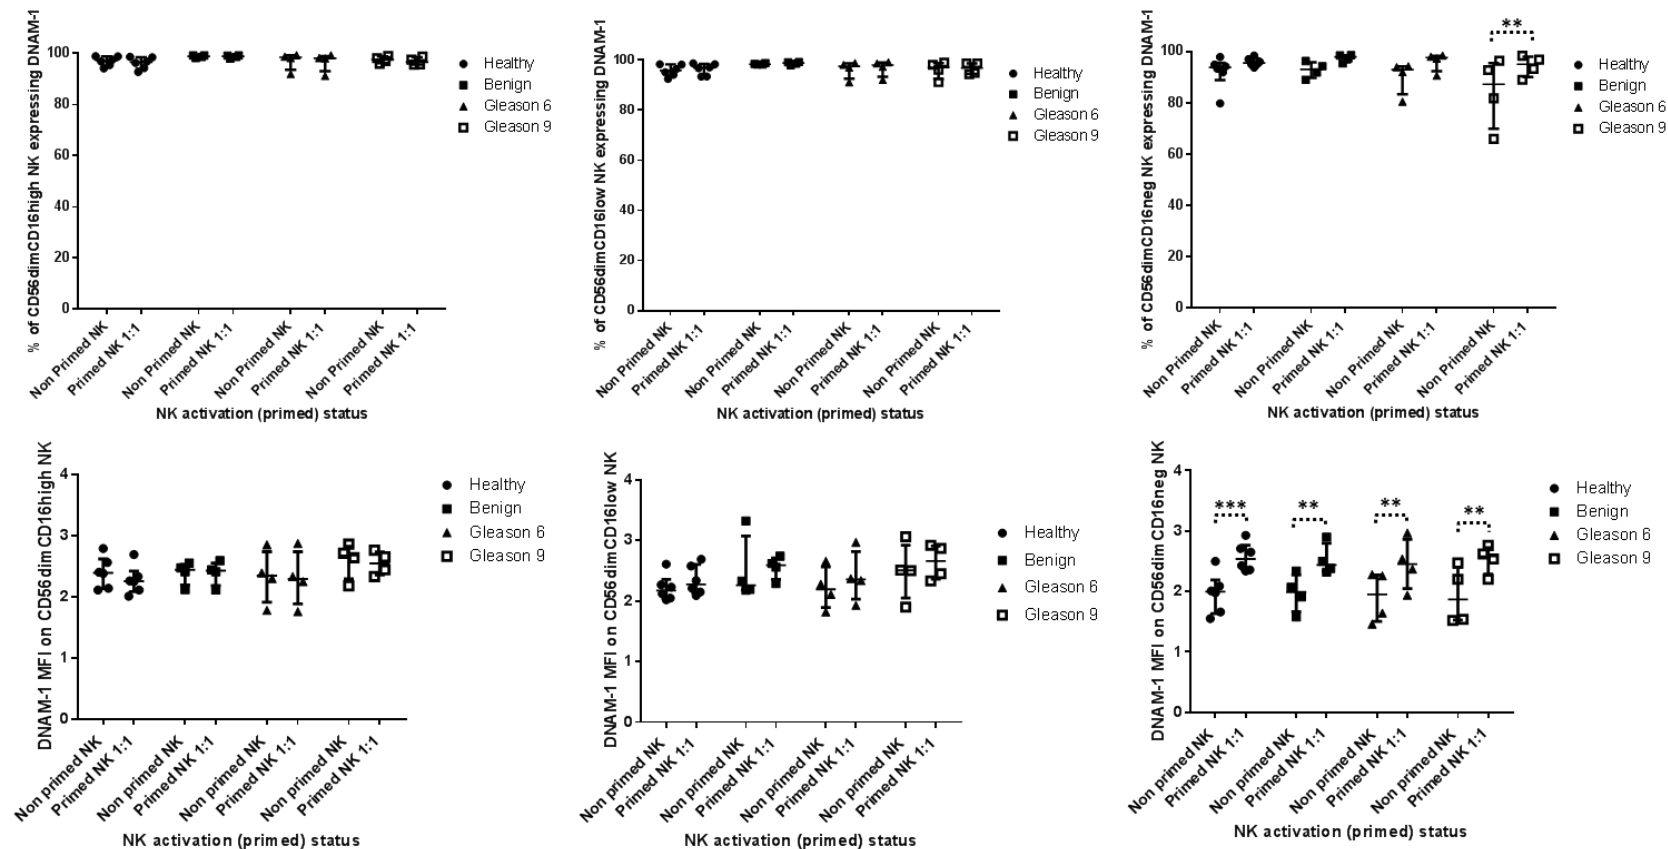 % of CD56dimCD16high NK expressing DNAM-1
100
80
60
40
20
0
Non Primed NK
Primed NK 1:1
Non Primed NK
Primed NK 1:1
Non Primed NK
Primed NK 1:1
Non Primed NK
Primed NK 1:1
NK activation (primed) status
Healthy
Benign
Gleason 6
Gleason 9
% of CD56dimCD16low NK expressing DNAM-1
100
80
60
40
20
0
Non Primed NK
Primed NK 1:1
Non Primed NK
Primed NK 1:1
Non Primed NK
Primed NK 1:1
Non Primed NK
Primed NK 1:1
NK activation (primed) status
Healthy
Benign
Gleason 6
Gleason 9
% of CD56dimCD16neg NK expressing DNAM-1
100
80
60
40
20
0
**
Non Primed NK
Primed NK 1:1
Non Primed NK
Primed NK 1:1
Non Primed NK
Primed NK 1:1
Non Primed NK
Primed NK 1:1
NK activation (primed) status
Healthy
Benign
Gleason 6
Gleason 9
DNAM-1 MFI on CD56dimCD16high NK
4
3
2
1
0
Non primed NK
Primed NK 1:1
Non primed NK
Primed NK 1:1
Non primed NK
Primed NK 1:1
Non primed NK
Primed NK 1:1
NK activation (primed) status
Healthy
Benign
Gleason 6
Gleason 9
DNAM-1 MFI on CD56dimCD16low NK
4
3
2
1
0
Non primed NK
Primed NK 1:1
Non primed NK
Primed NK 1:1
Non primed NK
Primed NK 1:1
Non primed NK
Primed NK 1:1
NK activation (primed) status
Healthy
Benign
Gleason 6
Gleason 9
DNAM-1 MFI on CD56dimCD16neg NK
4
3
2
1
0
***
**
**
**
Non primed NK
Primed NK 1:1
Non primed NK
Primed NK 1:1
Non primed NK
Primed NK 1:1
Non primed NK
Primed NK 1:1
NK activation (primed) status
Healthy
Benign
Gleason 6
Gleason 9